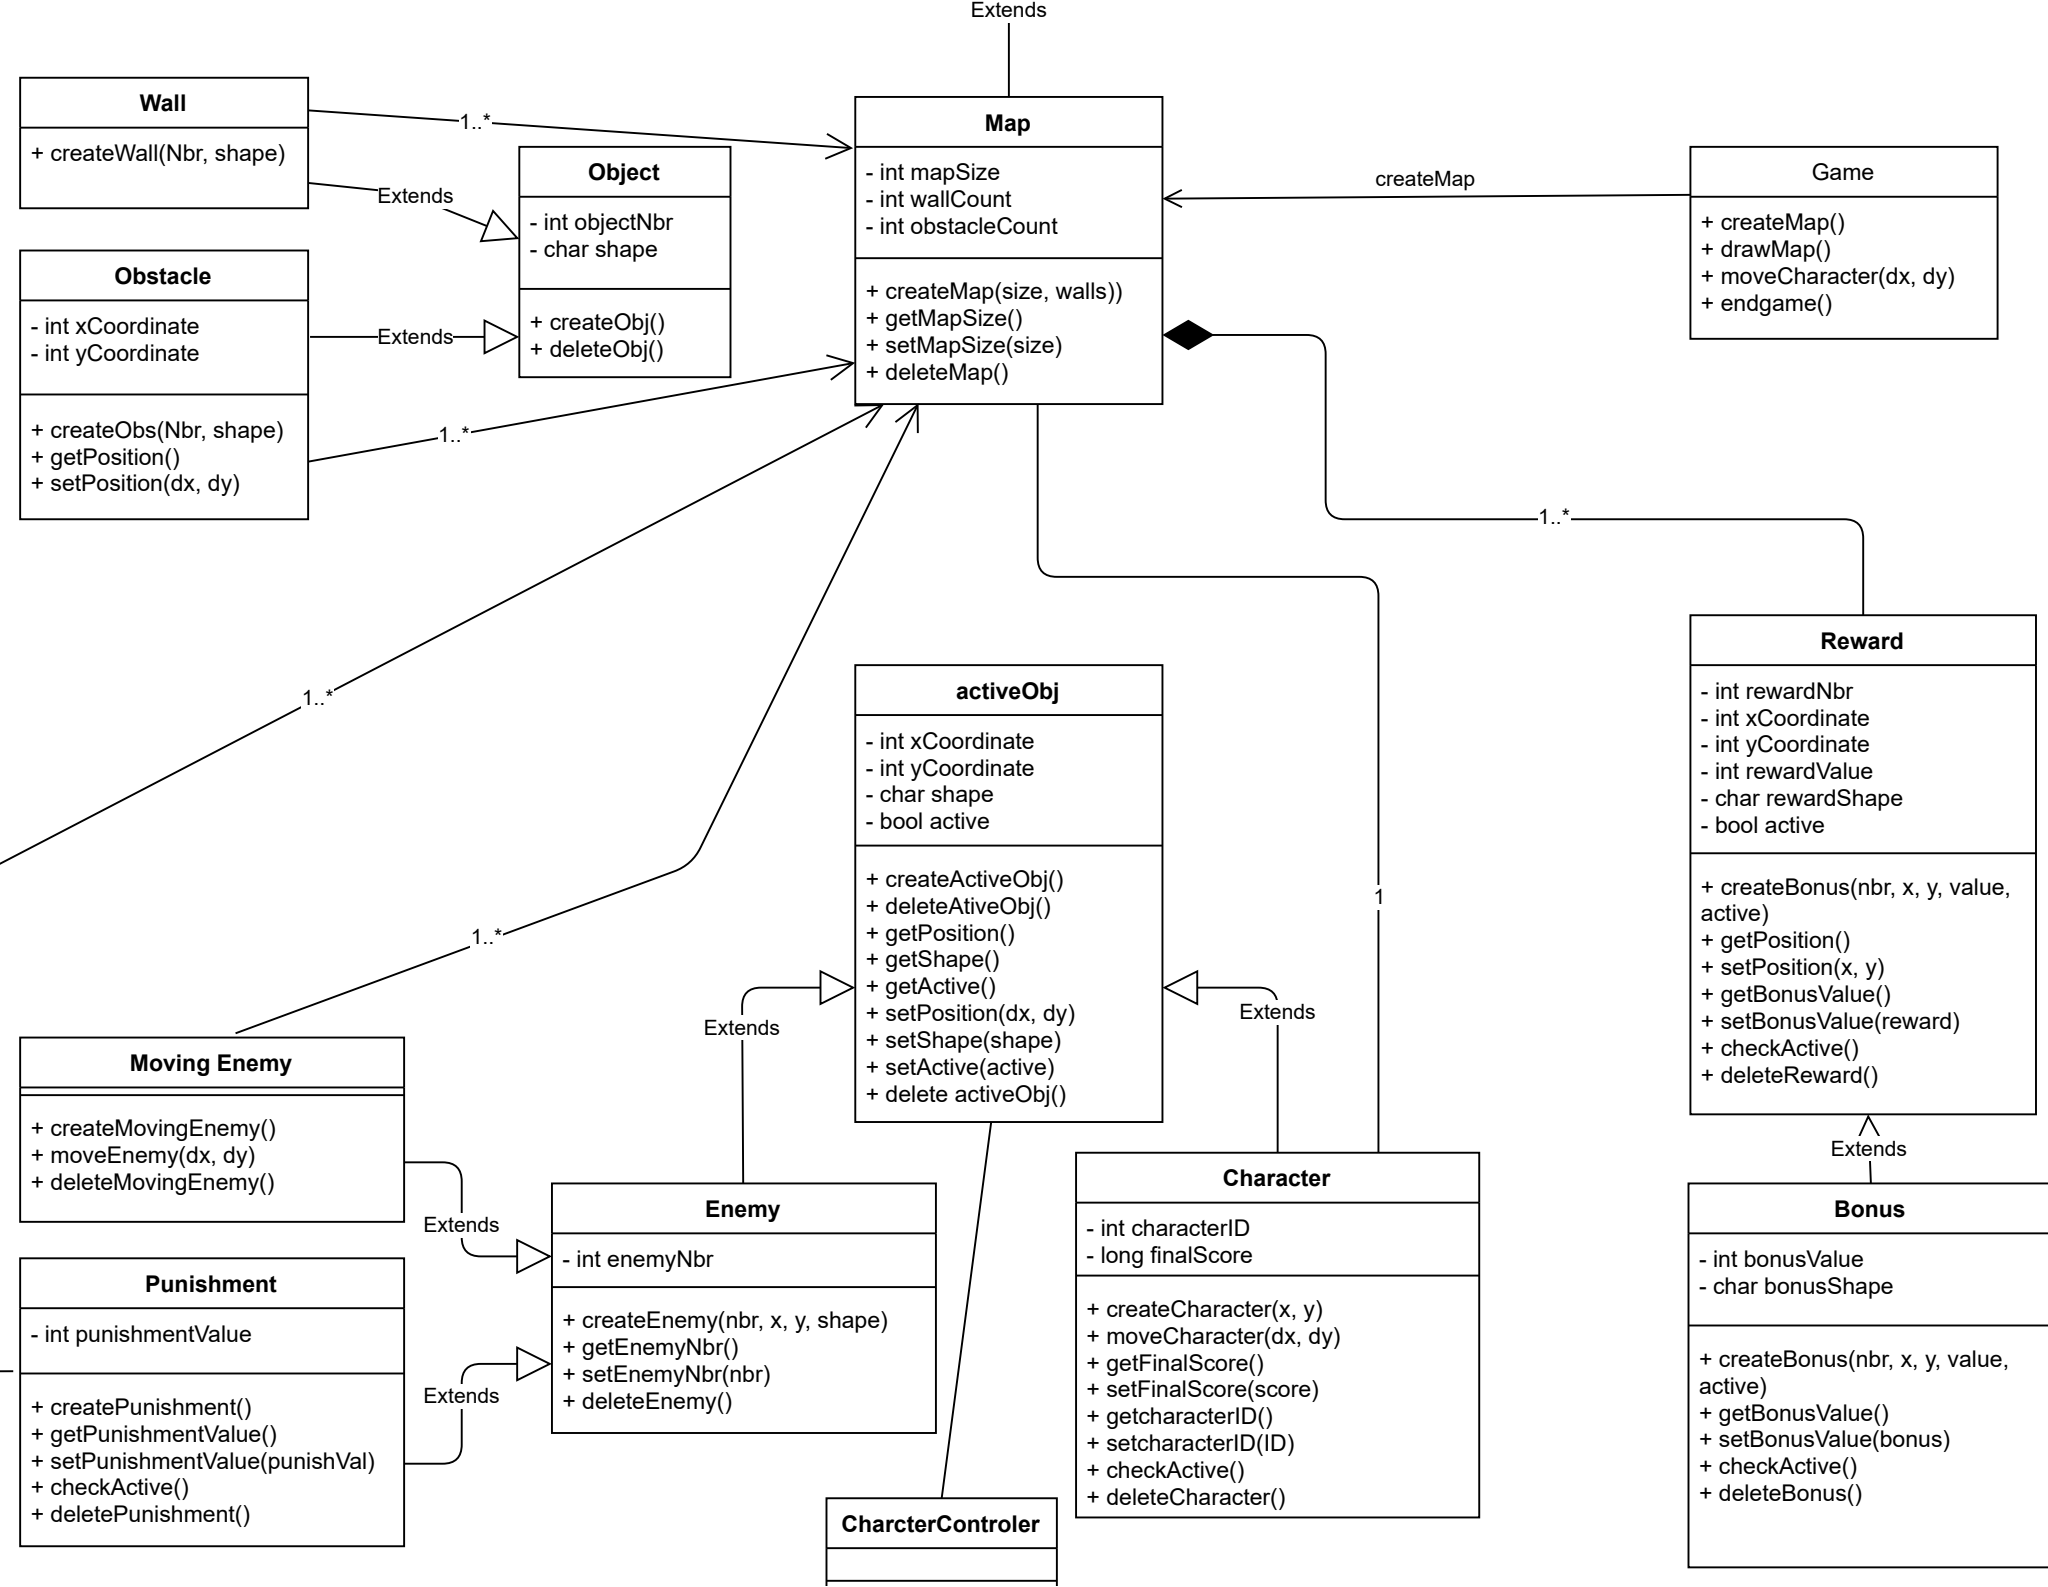 Extends
Wall
+ createWall(Nbr, shape)
1..*
Extends
Object
- int objectNbr
- char shape
+ createObj()
+ deleteObj()
Obstacle
- int xCoordinate
- int yCoordinate
+ createObs(Nbr, shape)
+ getPosition()
+ setPosition(dx, dy)
Extends
1..*
Map
- int mapSize
- int wallCount
- int obstacleCount
+ createMap(size, walls))
+ getMapSize()
+ setMapSize(size)
+ deleteMap()
createMap
Game
+ createMap()
+ drawMap()
+ moveCharacter(dx, dy)
+ endgame()
1..*
1..*
1..*
1
activeObj
- int xCoordinate
- int yCoordinate
- char shape
- bool active
+ createActiveObj()
+ deleteAtiveObj()
+ getPosition()
+ getShape()
+ getActive()
+ setPosition(dx, dy)
+ setShape(shape)
+ setActive(active)
+ delete activeObj()
Reward
- int rewardNbr
- int xCoordinate
- int yCoordinate
- int rewardValue
- char rewardShape
- bool active
+ createBonus(nbr, x, y, value,
active)
+ getPosition()
+ setPosition(x, y)
+ getBonusValue()
+ setBonusValue(reward)
+ checkActive()
+ deleteReward()
Extends
Extends
Extends
Moving Enemy
+ createMovingEnemy()
+ moveEnemy(dx, dy)
+ deleteMovingEnemy()
Extends
Punishment
- int punishmentValue
+ createPunishment()
+ getPunishmentValue()
+ setPunishmentValue(punishVal)
+ checkActive()
+ deletePunishment()
Extends
Enemy
- int enemyNbr
+ createEnemy(nbr, x, y, shape)
+ getEnemyNbr()
+ setEnemyNbr(nbr)
+ deleteEnemy()
Character
- int characterID
- long finalScore
+ createCharacter(x, y)
+ moveCharacter(dx, dy)
+ getFinalScore()
+ setFinalScore(score)
+ getcharacterID()
+ setcharacterID(ID)
+ checkActive()
+ deleteCharacter()
Bonus
- int bonusValue
- char bonusShape
+ createBonus(nbr, x, y, value,
active)
+ getBonusValue()
+ setBonusValue(bonus)
+ checkActive()
+ deleteBonus()
CharcterControler